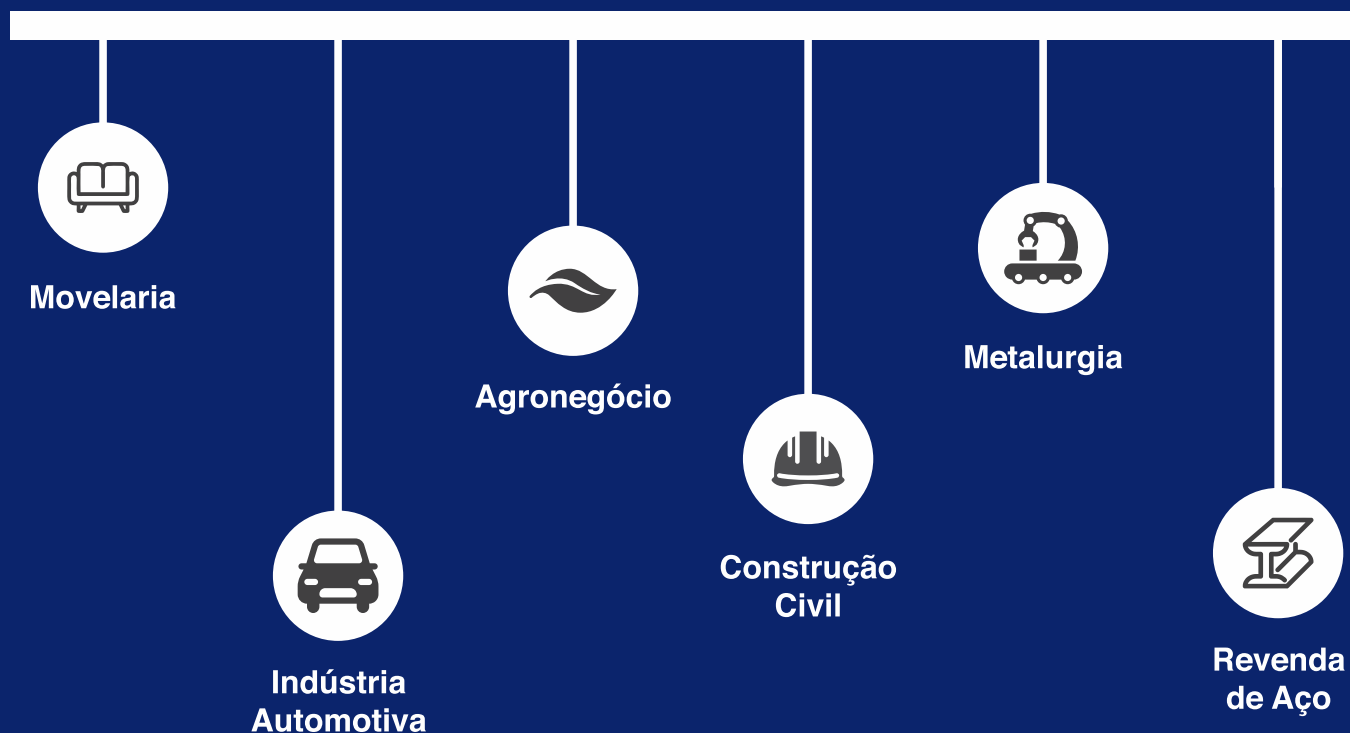 Movelaria
Indústria
Automotiva
Agronegócio
Construção
Civil
Metalurgia
Revenda
de Aço